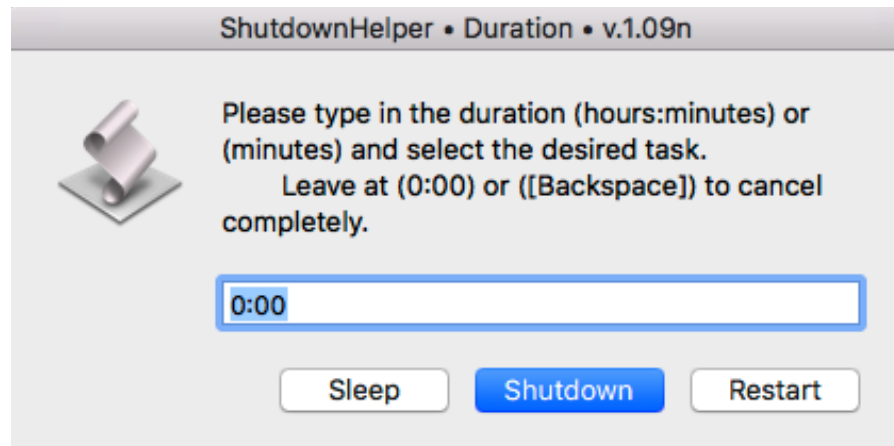 ShutdownHelper • Duration • v.1.09n
Please type in the duration (hours:minutes) or
(minutes) and select the desired task.
Leave at (0:00) or ([Backspace]) to cancel
completely.
0:00
Sleep Shutdown Restart